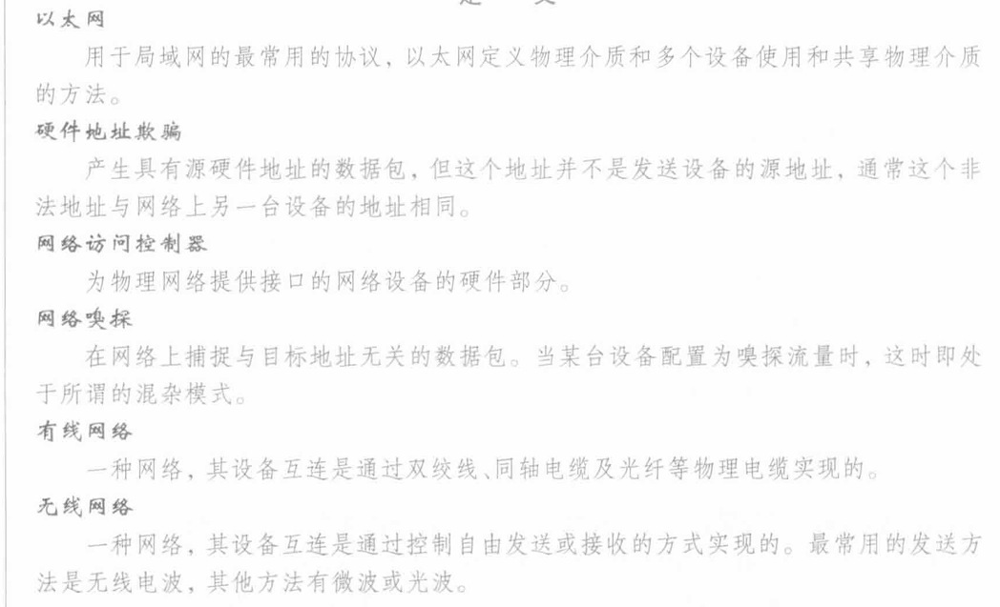 以太网
用于局域网的最常用的协议，以太网定义物理介质和多个设备使用和共享物理介质
的方法。
硬件地址欺骗
产生具有源硬件地址的数据包，但这个地址并不是发送设备的源地址，通常这个非
法地址与网络上另一台设备的地址相同。
网络访问控制器
为物理网络提供接口的网络设备的硬件部分。
网络嗅探
在网络上捕捉与目标地址无关的数据包。当某台设备配置为嗅探流量时，这时即处
于所谓的混杂模式。
有线网络
一种网络，其设备互连是通过双绞线、同轴电缆及光纤等物理电缆实现的。
无线网络
一种网络，其设备互连是通过控制自由发送或接收的方式实现的。最常用的发送方
法是无线电波，其他方法有微波或光波。